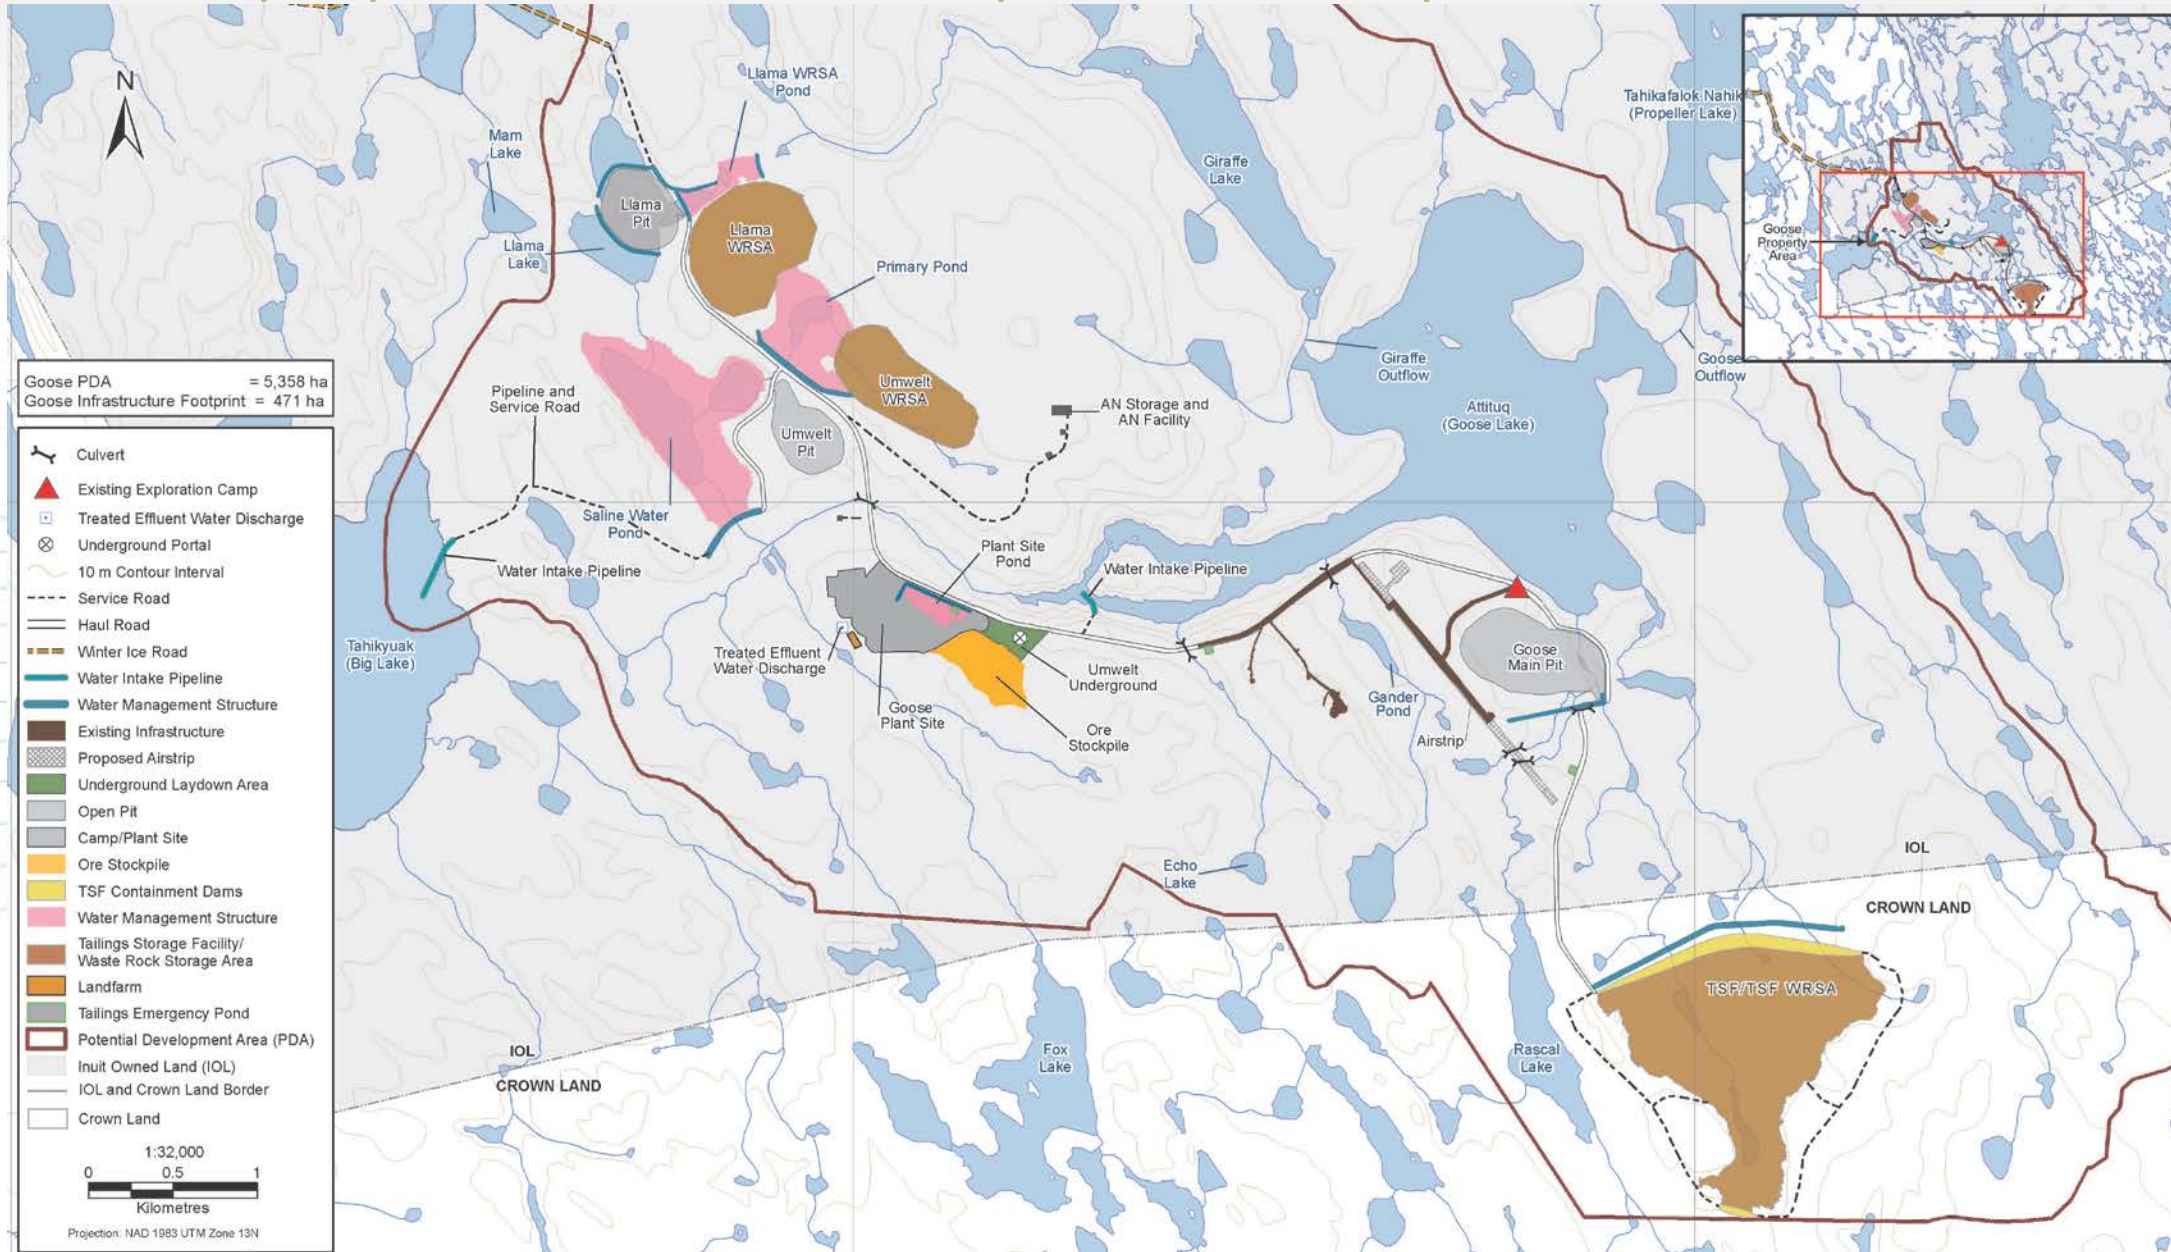 N
Llama WRSA
Pond
Mam
Lake
Llama
Pit
Llama
Lake
Llama
WRSA
Primary Pond
Giraffe
Lake
Tahikafalok Nahik
(Propeller Lake)
Goose
Property
Area
Giraffe
Outflow
Goose
Outflow
Attituq
(Goose Lake)
Goose PDA = 5,358 ha
Goose Infrastructure Footprint = 471 ha
Pipeline and
Service Road
Umwelt
WRSA
Umwelt
Pit
AN Storage and
AN Facility
Saline Water
Pond
Water Intake Pipeline
Plant Site
Pond
Water Intake Pipeline
Tahikyuak
(Big Lake)
Treated Effluent
Water Discharge
Goose
Plant Site
Umwelt
Underground
Ore
Stockpile
Gander
Pond
Goose
Main Pit
Airstrip
Echo
Lake
IOL
CROWN LAND
TSF/TSF WRSA
IOL
CROWN LAND
Fox
Lake
Rascal
Lake
Culvert
Existing Exploration Camp
Treated Effluent Water Discharge
Underground Portal
10 m Contour Interval
Service Road
Haul Road
Winter Ice Road
Water Intake Pipeline
Water Management Structure
Existing Infrastructure
Proposed Airstrip
Underground Laydown Area
Open Pit
Camp/Plant Site
Ore Stockpile
TSF Containment Dams
Water Management Structure
Tailings Storage Facility/
Waste Rock Storage Area
Landfarm
Tailings Emergency Pond
Potential Development Area (PDA)
Inuit Owned Land (IOL)
IOL and Crown Land Border
Crown Land
1:32,000
0 0.5 1
Kilometres
Projection: NAD 1983 UTM Zone 13N